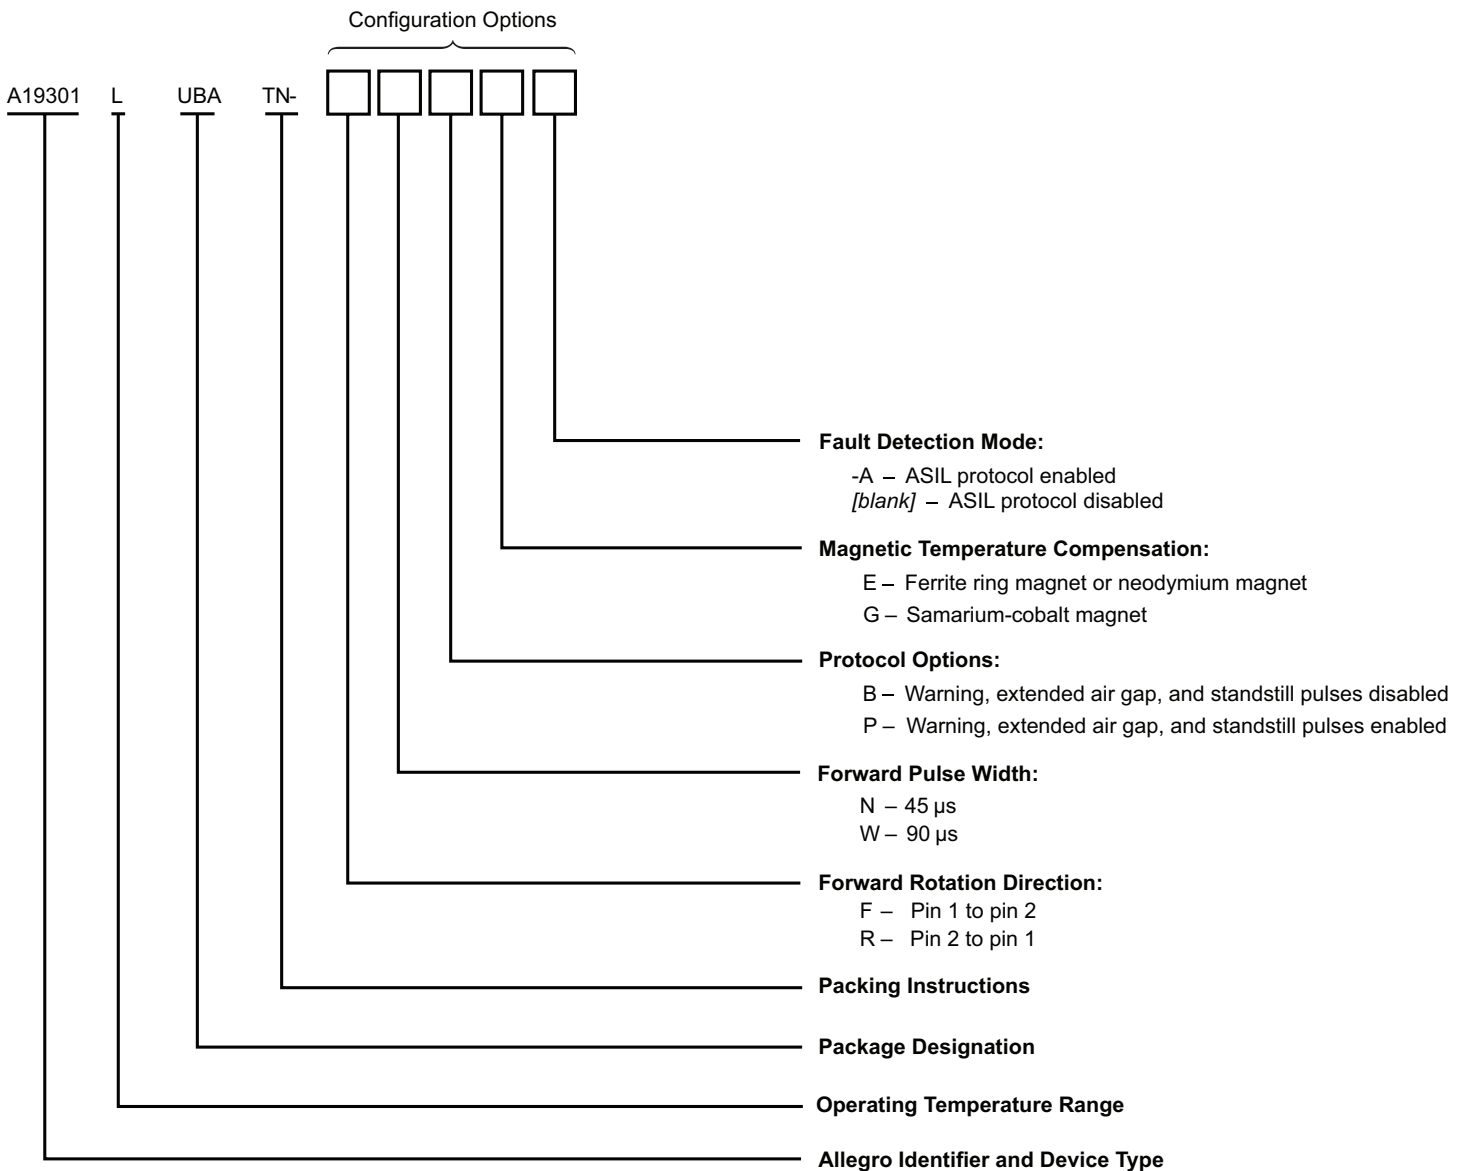 Configuration Options
A19301 L UBA TN-
Fault Detection Mode:
-A – ASIL protocol enabled
[blank] – ASIL protocol disabled
Magnetic Temperature Compensation:
E – Ferrite ring magnet or neodymium magnet
G – Samarium-cobalt magnet
Protocol Options:
B – Warning, extended air gap, and standstill pulses disabled
P – Warning, extended air gap, and standstill pulses enabled
Forward Pulse Width:
N – 45 µs
W – 90 µs
Forward Rotation Direction:
F – Pin 1 to pin 2
R – Pin 2 to pin 1
Packing Instructions
Package Designation
Operating Temperature Range
Allegro Identifier and Device Type